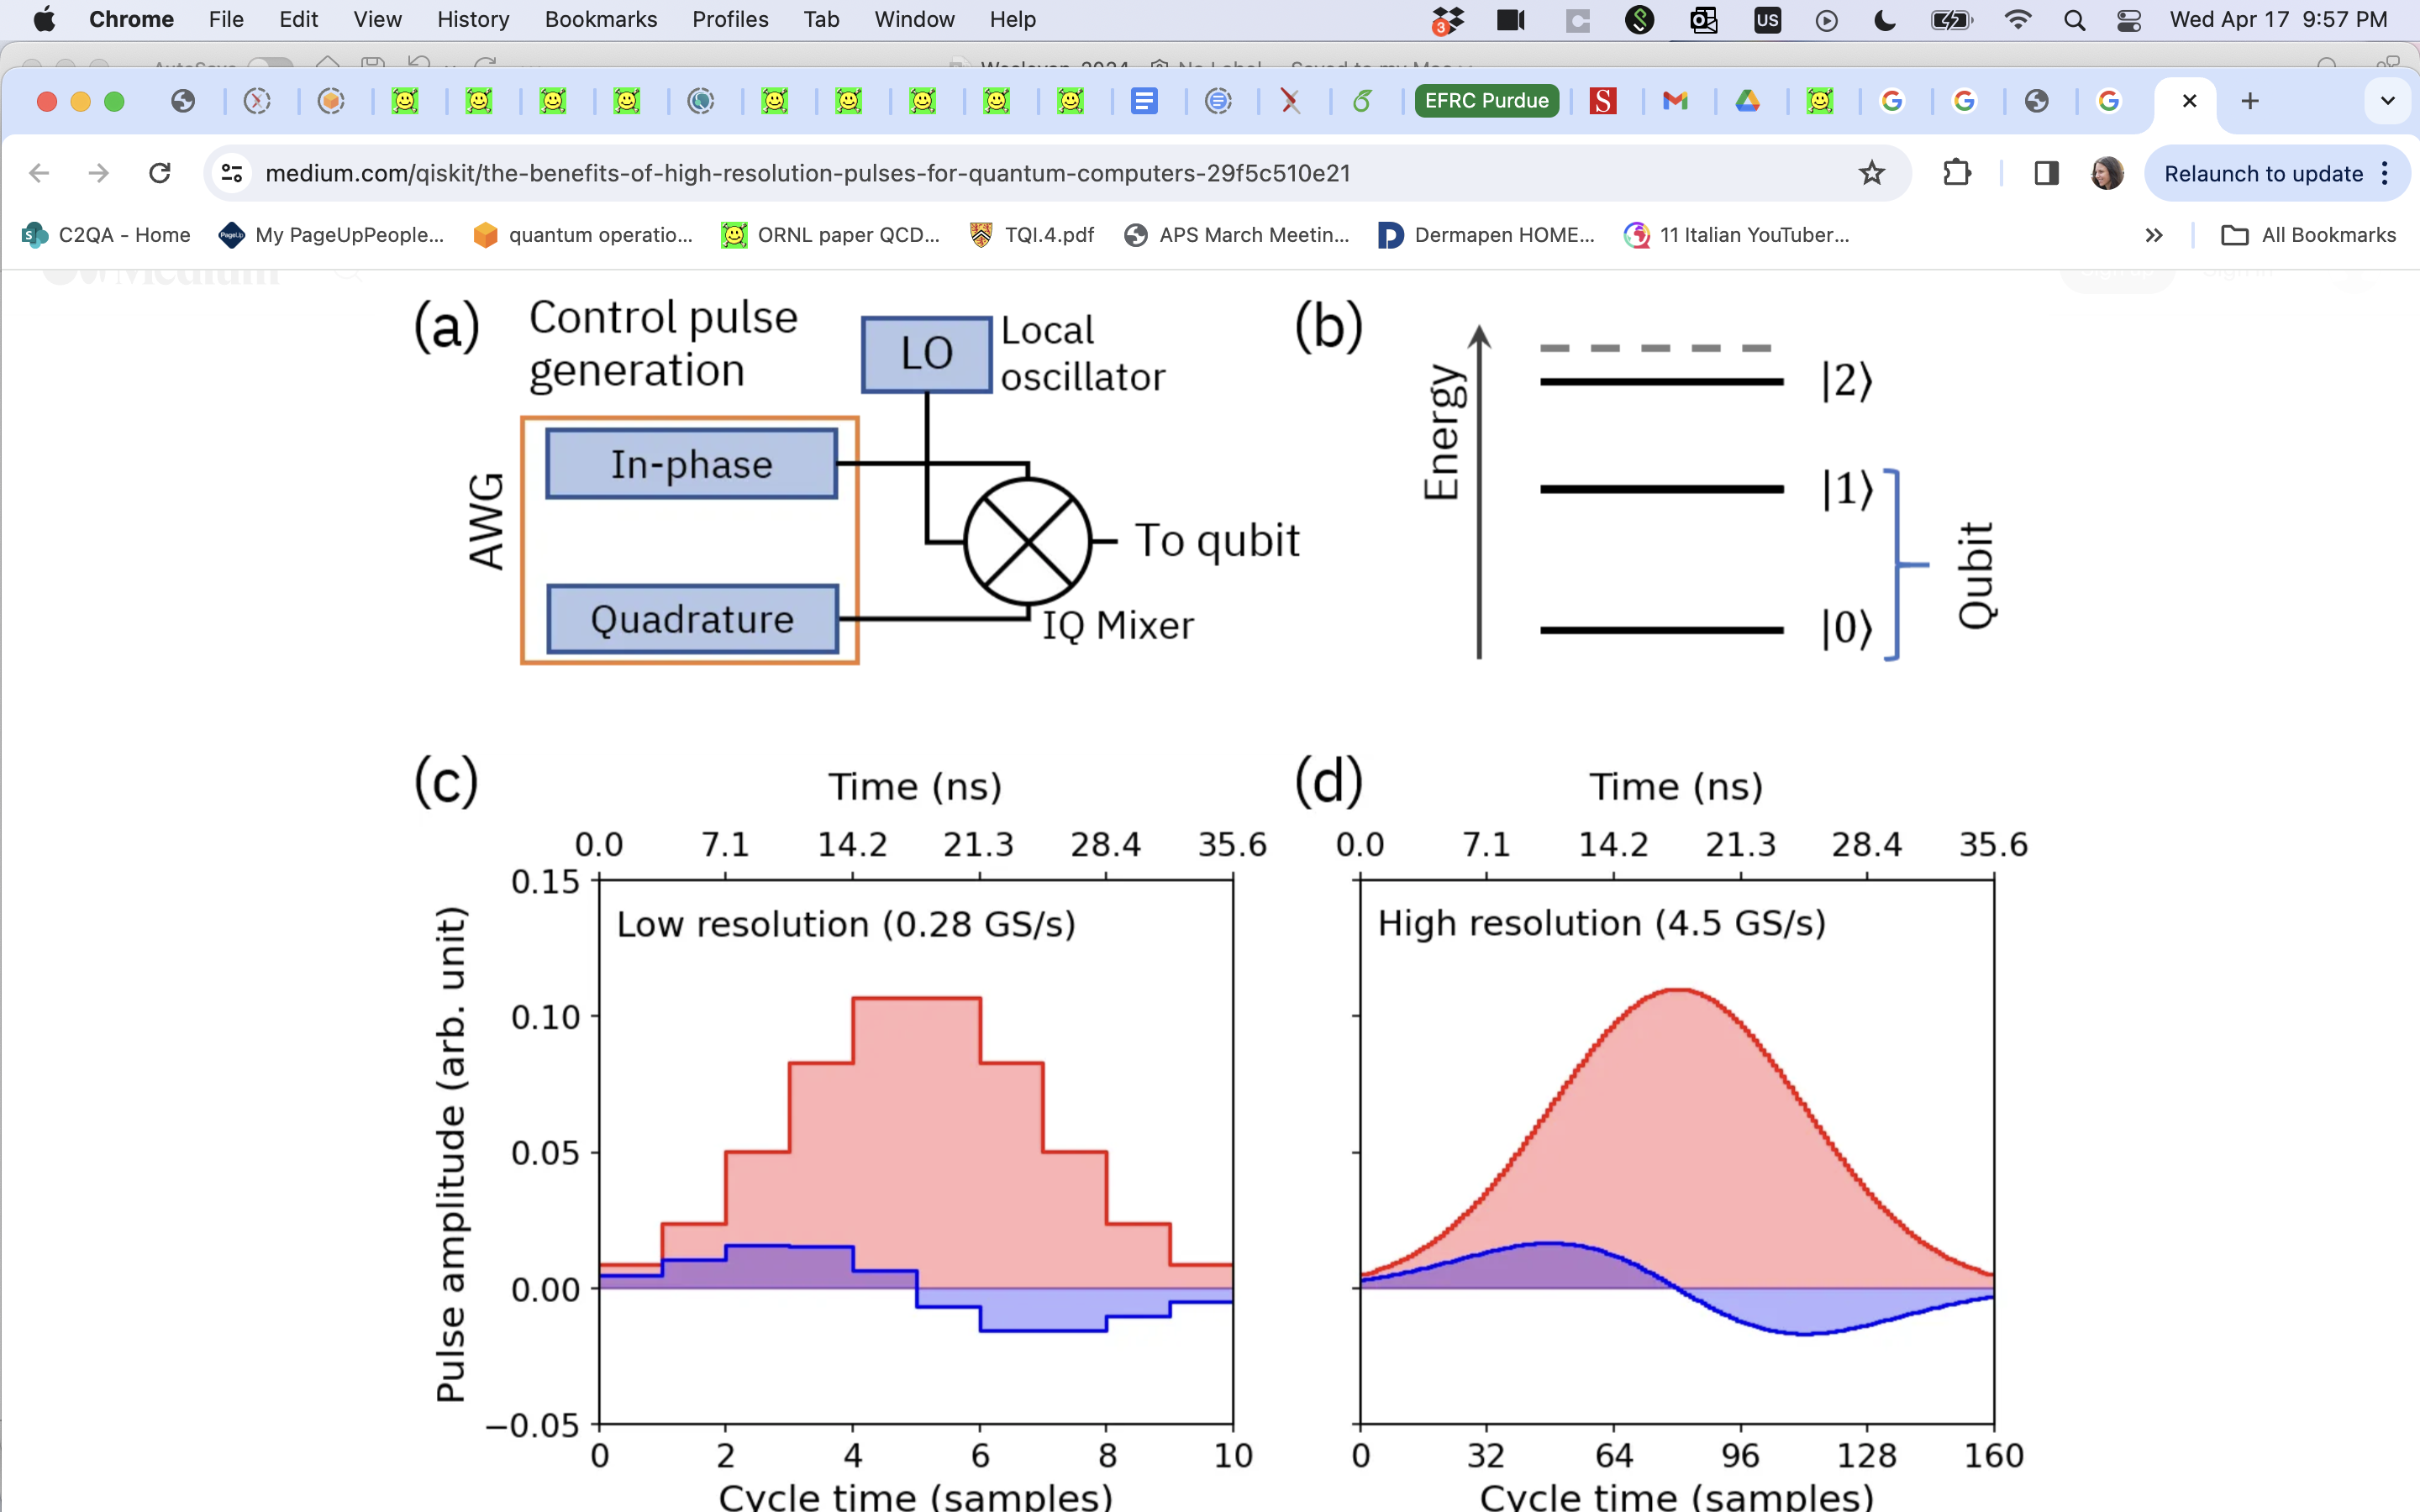 Chrome File Edit View History Bookmarks Profiles Tab Window Help 3 US Wed Apr 17 9:57 PM
EFRC Purdue
medium.com/qiskit/the-benefits-of-high-resolution-pulses-for-quantum-computers-29f5c510e21 Relaunch to update
C2QA - Home My PageUpPeople... quantum operatio... ORNL paper QCD... TQI.4.pdf APS March Meetin... Dermapen HOME... 11 Italian YouTuber... All Bookmarks
(a) Control pulse generation
LO Local oscillator
AWG
In-phase
Quadrature
To qubit
IQ Mixer
(b)
Energy
|2⟩
|1⟩
|0⟩
Qubit
(c)
Time (ns)
0.0 7.1 14.2 21.3 28.4 35.6
Low resolution (0.28 GS/s)
Pulse amplitude (arb. unit)
0.15
0.10
0.05
0.00
−0.05
0 2 4 6 8 10
Cycle time (samples)
(d)
Time (ns)
0.0 7.1 14.2 21.3 28.4 35.6
High resolution (4.5 GS/s)
0 32 64 96 128 160
Cycle time (samples)